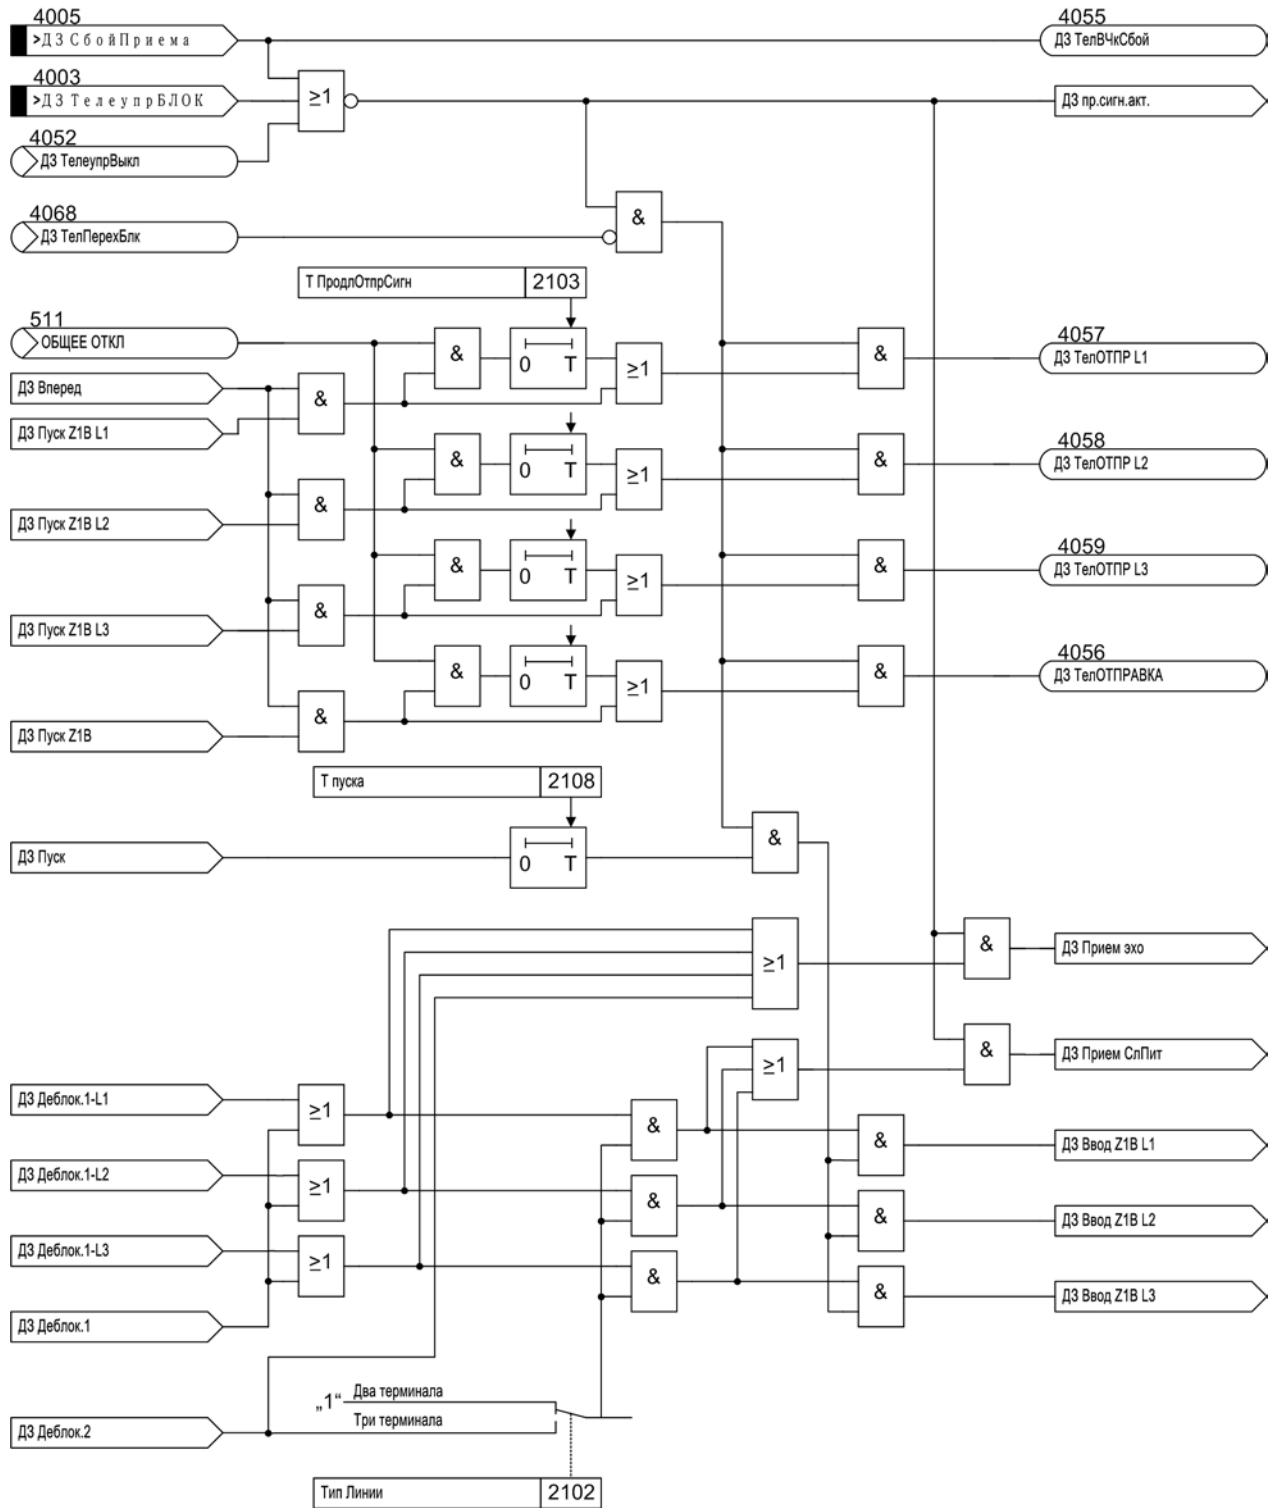 4005
>ДЗ СбойПриема
4055
ДЗ ТелВЧкСбой
4003
>ДЗ ТелеупрБЛОК
≥1
ДЗ пр.сигн.акт.
4052
ДЗ ТелеупрВыкл
4068
ДЗ ТелПерехБлк
&
Т ПродлОтпрСигн 2103
511
ОБЩЕЕ ОТКЛ
& 0 T ≥1 &
4057
ДЗ ТелОТПР L1
ДЗ Вперед
&
ДЗ Пуск Z1B L1
& 0 T ≥1 &
4058
ДЗ ТелОТПР L2
ДЗ Пуск Z1B L2
&
& 0 T ≥1 &
4059
ДЗ ТелОТПР L3
ДЗ Пуск Z1B L3
&
& 0 T ≥1 &
4056
ДЗ ТелОТПРАВКА
ДЗ Пуск Z1B
&
Т пуска 2108
ДЗ Пуск
0 T
&
≥1
&
ДЗ Прием эхо
≥1
&
ДЗ Прием СлПит
ДЗ Деблок.1-L1
≥1 & &
ДЗ Ввод Z1B L1
ДЗ Деблок.1-L2
≥1 & &
ДЗ Ввод Z1B L2
ДЗ Деблок.1-L3
≥1 & &
ДЗ Ввод Z1B L3
ДЗ Деблок.1
„1“ Два терминала
Три терминала
ДЗ Деблок.2
Тип Линии 2102